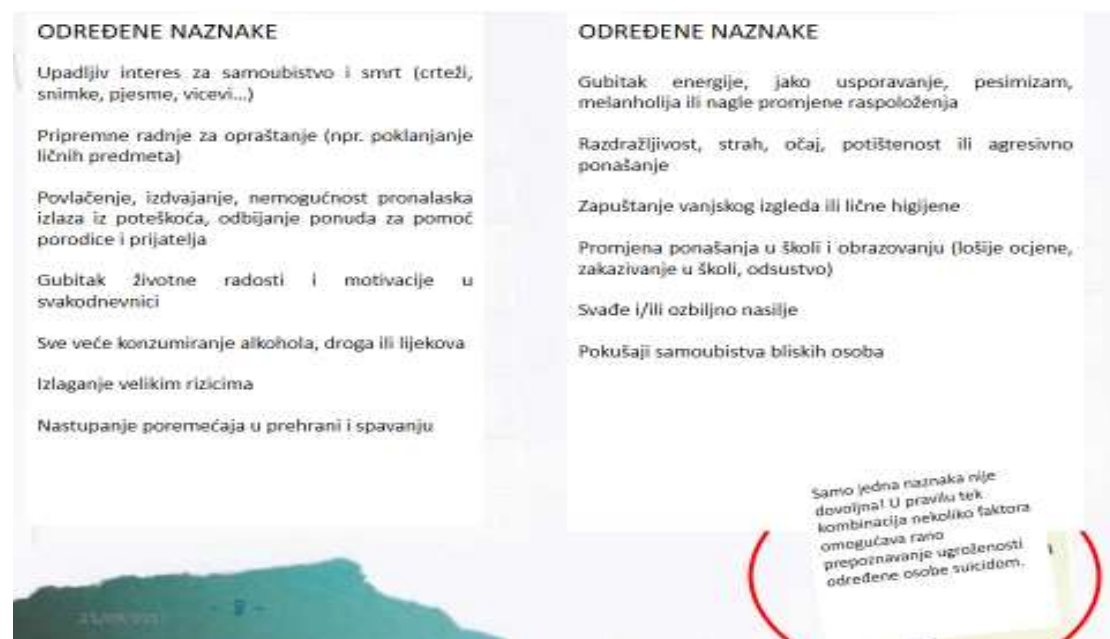 ODREĐENE NAZNAKE
Upadljiv interes za samoubistvo i smrt (crteži,
snimke, pjesme, vicevi...)
Pripremne radnje za opraštanje (npr. poklanjanje
ličnih predmeta)
Povlačenje, izdvajanje, nemogućnost pronalaska
izlaza iz poteškoća, odbijanje ponuda za pomoć
porodice i prijatelja
Gubitak životne radosti i motivacije u
svakodnevnici
Sve veće konzumiranje alkohola, droga ili lijekova
Izlaganje velikim rizicima
Nastupanje poremećaja u prehrani i spavanju
ODREĐENE NAZNAKE
Gubitak energije, jako usporavanje, pesimizam,
melanholija ili nagle promjene raspoloženja
Razdražljivost, strah, očaj, potištenost ili agresivno
ponašanje
Zapuštanje vanjskog izgleda ili lične higijene
Promjena ponašanja u školi i obrazovanju (lošije ocjene,
zakazivanje u školi, odsustvo)
Svađe i/ili ozbiljno nasilje
Pokušaji samoubistva bliskih osoba
Samo jedna naznaka nije
dovoljna! U pravilu tek
kombinacija nekoliko faktora
omogućava rano
prepoznavanje ugroženosti
određene osobe suicidom.